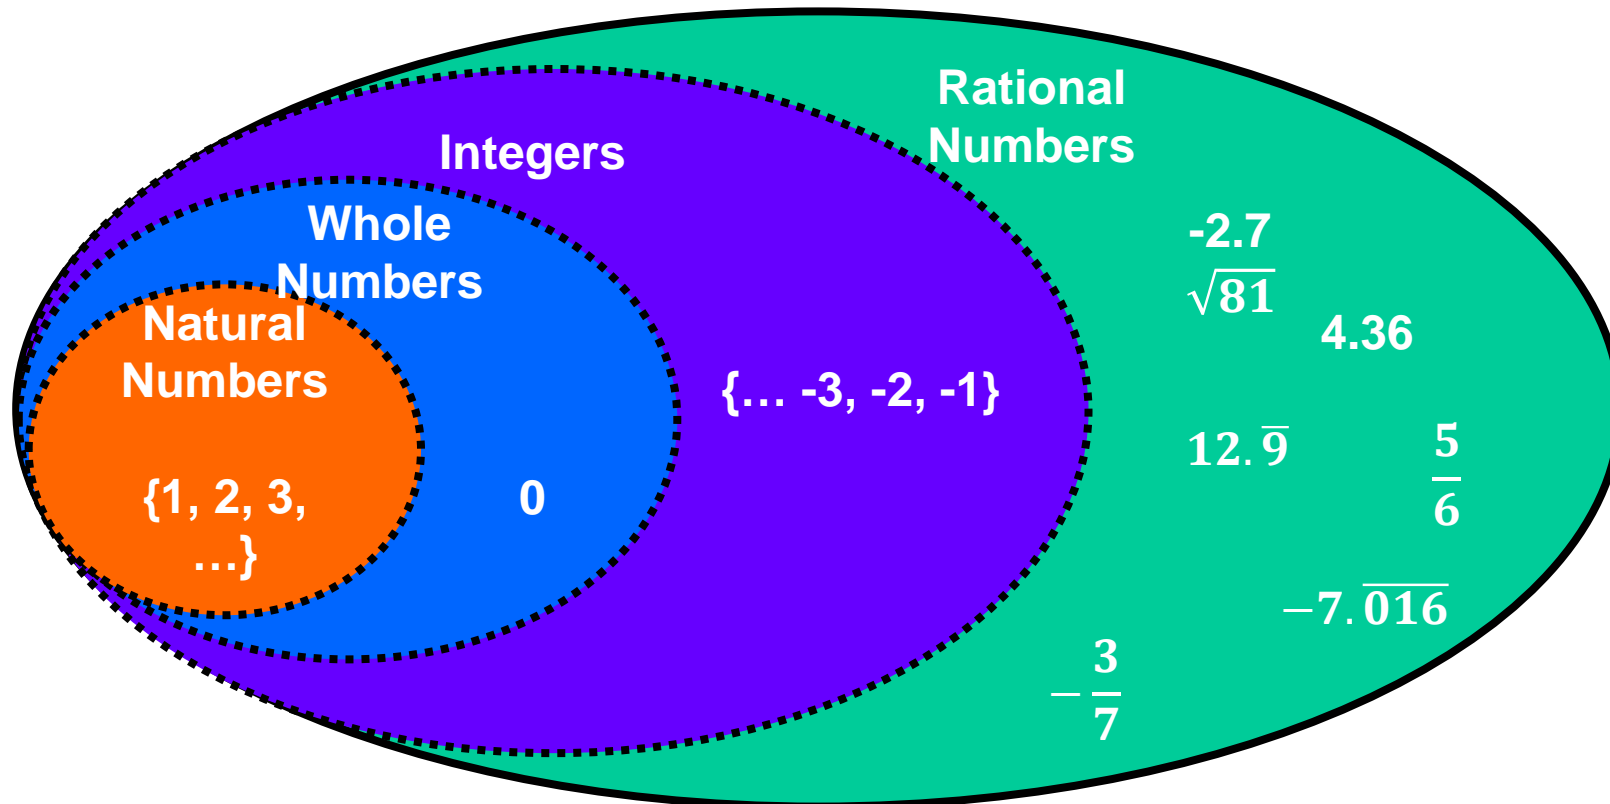 Rational
Numbers
Integers
Whole
Numbers
-2.7
√81
Natural
Numbers
4.36
{… -3, -2, -1}
12.9̅
5/6
{1, 2, 3,
…}
0
−7.0̅1̅6̅
−3/7